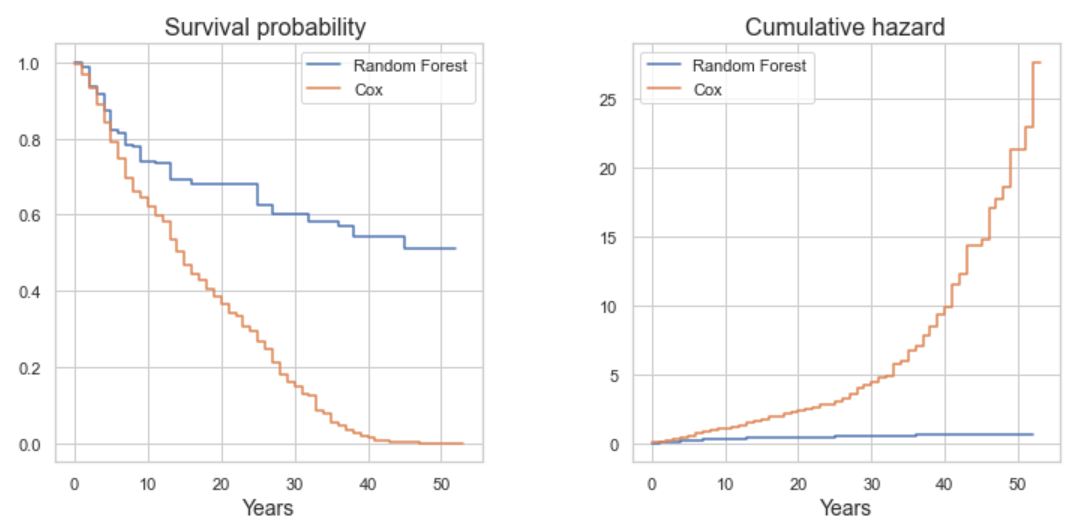 Survival probability
Random Forest
Cox
1.0
0.8
0.6
0.4
0.2
0.0
0 10 20 30 40 50
Years
Cumulative hazard
Random Forest
Cox
25
20
15
10
5
0
0 10 20 30 40 50
Years